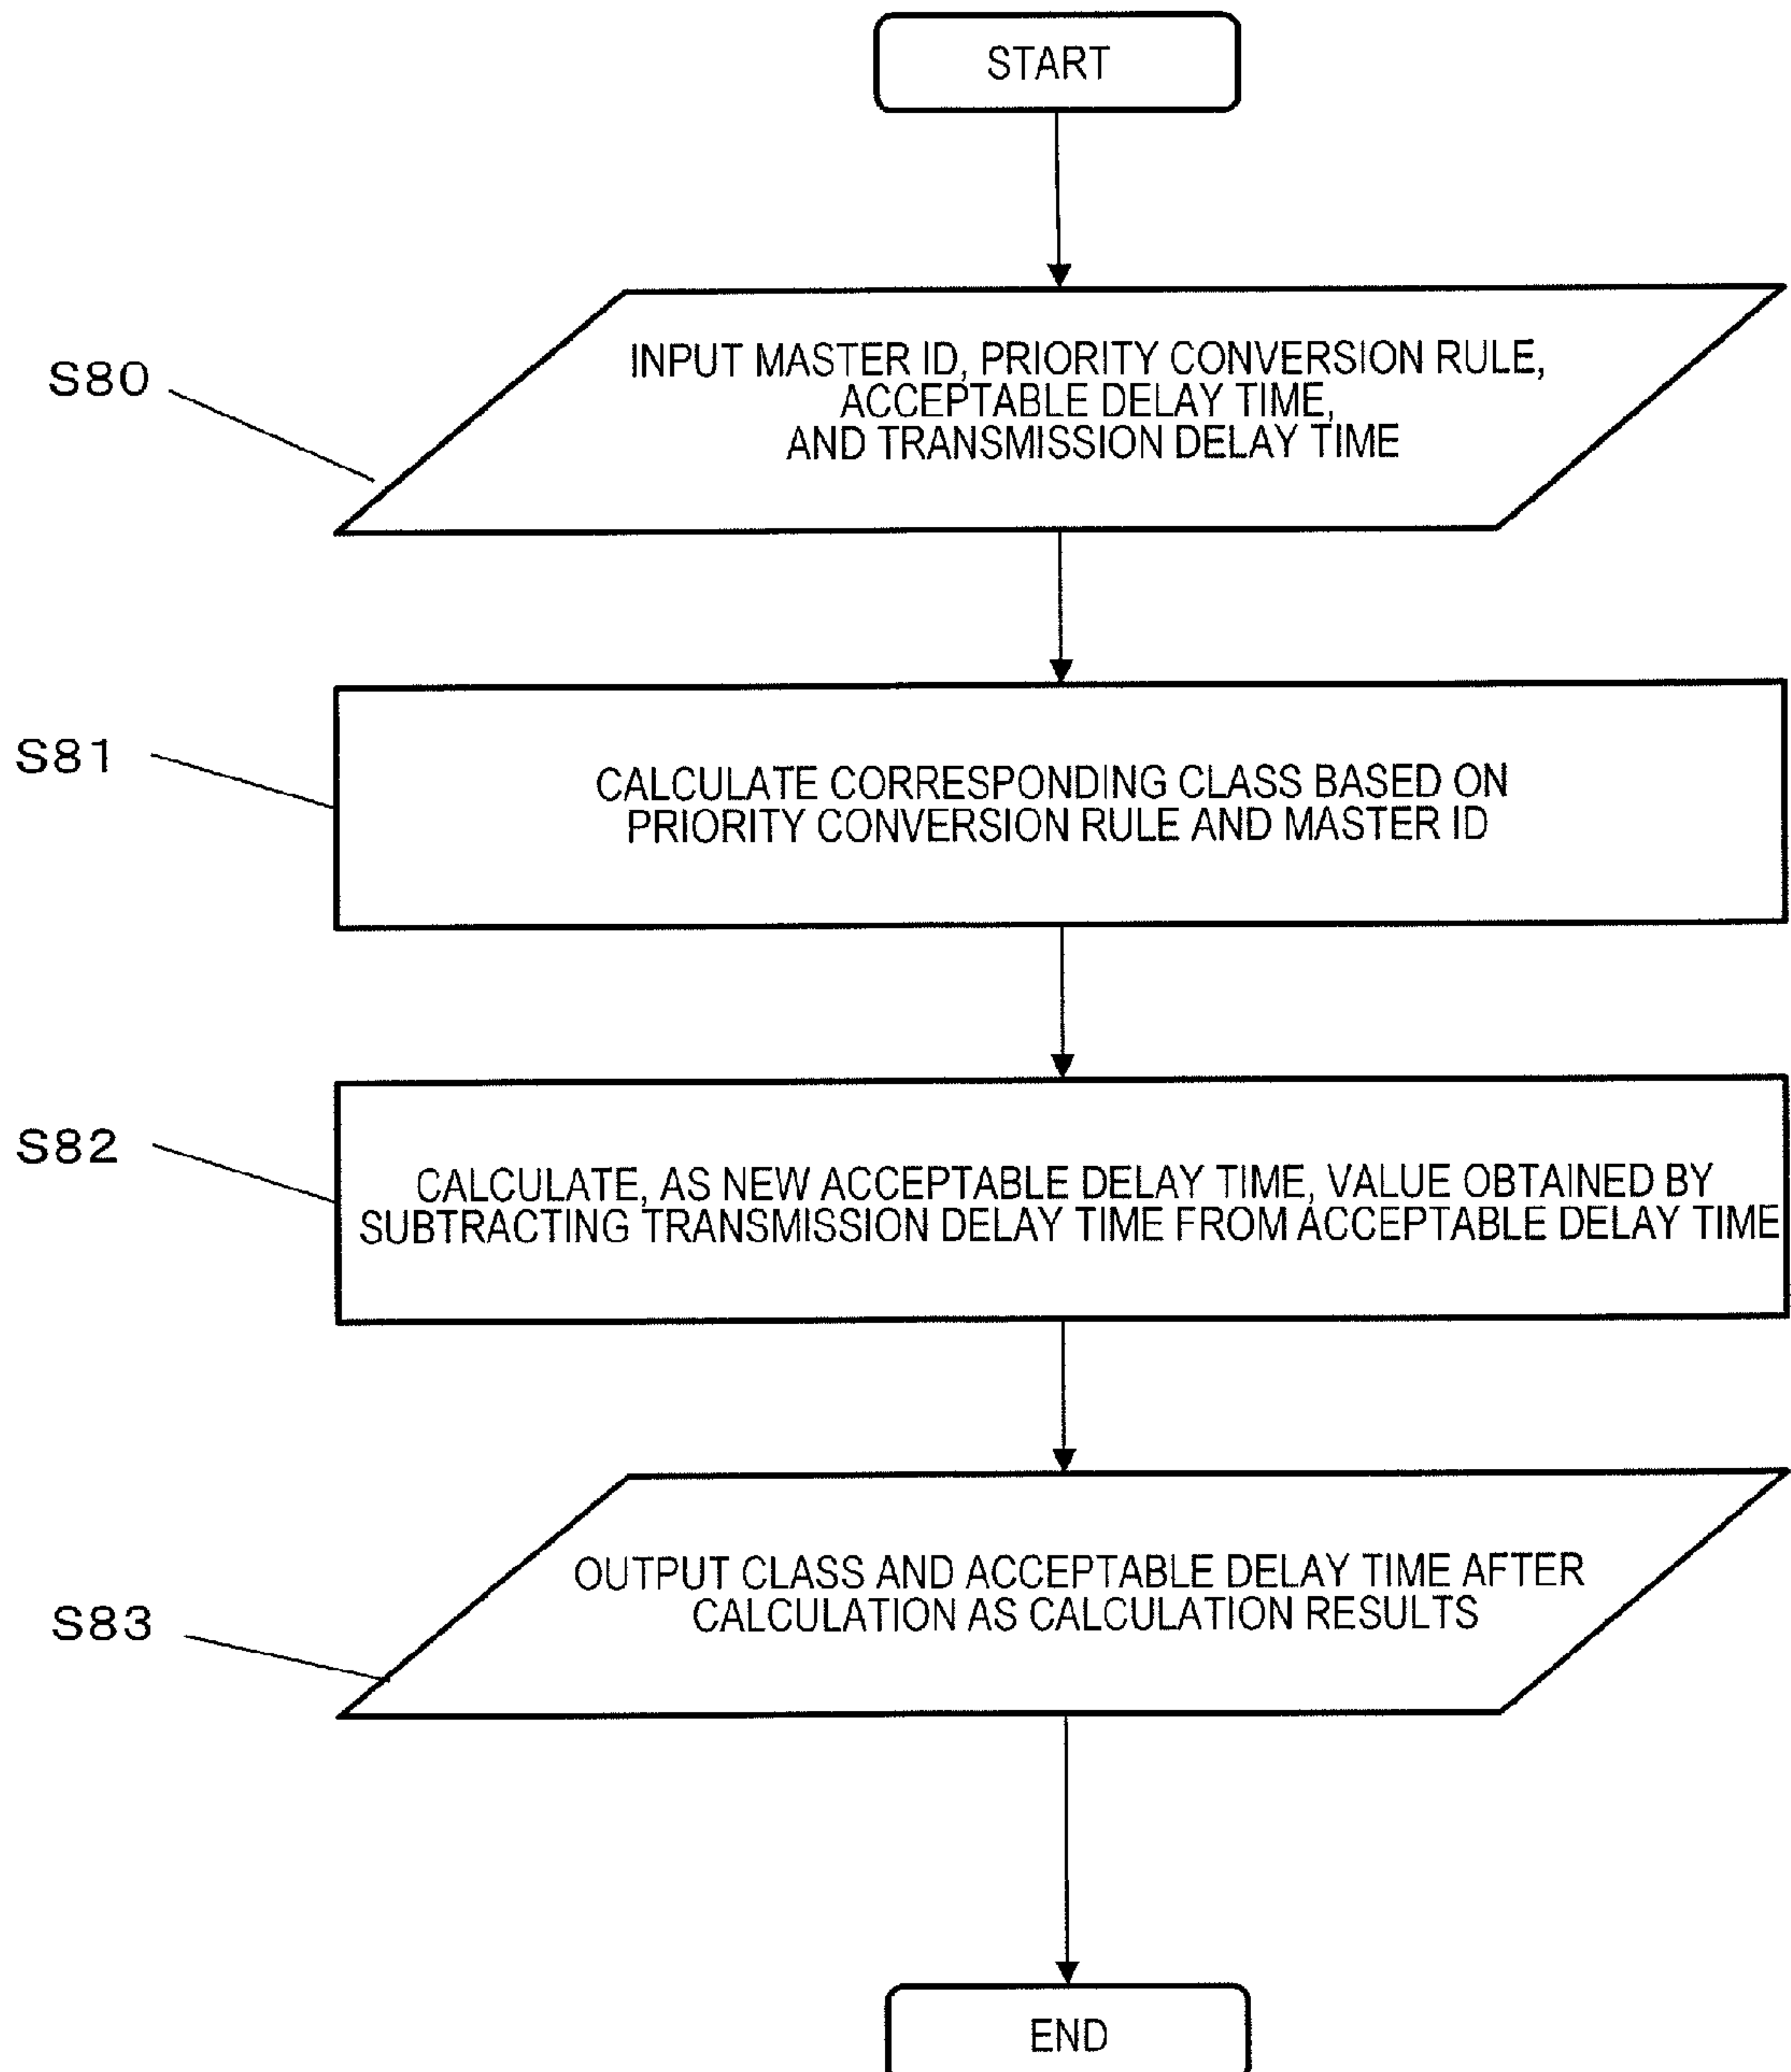 START
S80
INPUT MASTER ID, PRIORITY CONVERSION RULE,
ACCEPTABLE DELAY TIME,
AND TRANSMISSION DELAY TIME
S81
CALCULATE CORRESPONDING CLASS BASED ON
PRIORITY CONVERSION RULE AND MASTER ID
S82
CALCULATE, AS NEW ACCEPTABLE DELAY TIME, VALUE OBTAINED BY
SUBTRACTING TRANSMISSION DELAY TIME FROM ACCEPTABLE DELAY TIME
S83
OUTPUT CLASS AND ACCEPTABLE DELAY TIME AFTER
CALCULATION AS CALCULATION RESULTS
END